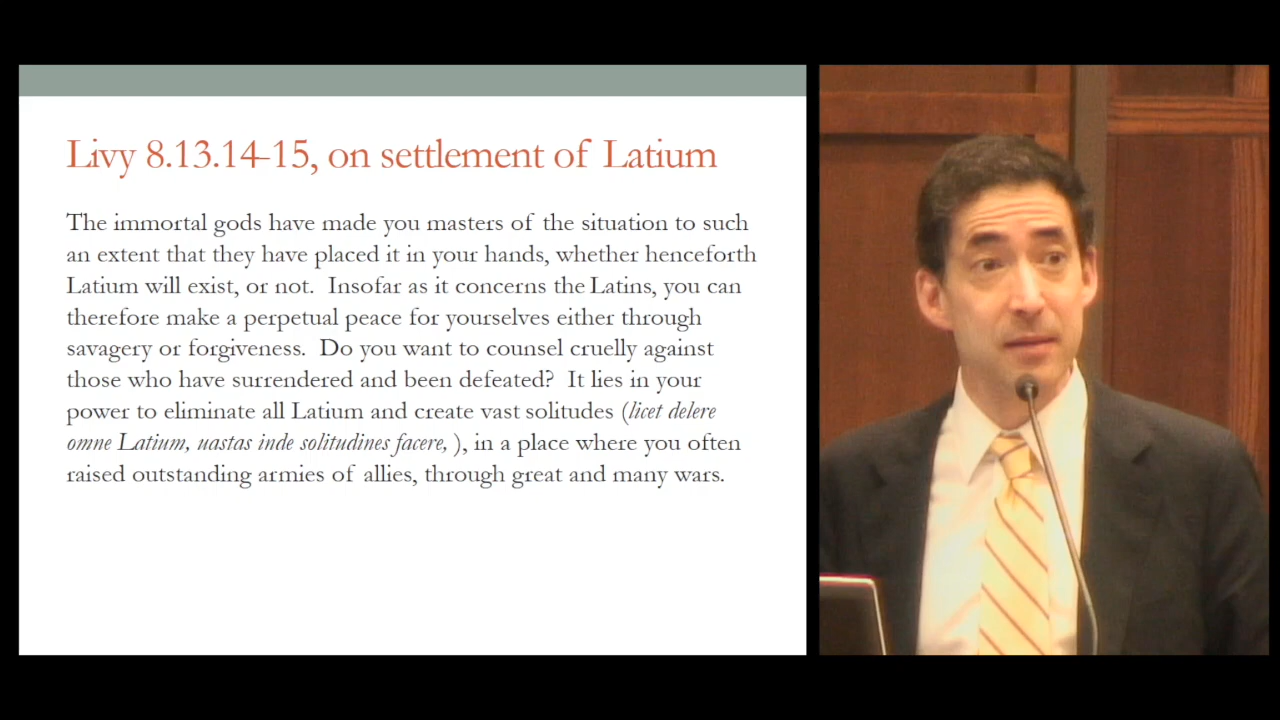 Livy 8.13.14-15, on settlement of Latium
The immortal gods have made you masters of the situation to such
an extent that they have placed it in your hands, whether henceforth
Latium will exist, or not. Insofar as it concerns the Latins, you can
therefore make a perpetual peace for yourselves either through
savagery or forgiveness. Do you want to counsel cruelly against
those who have surrendered and been defeated? It lies in your
power to eliminate all Latium and create vast solitudes (licet delere
omne Latium, uastas inde solitudines facere, ), in a place where you often
raised outstanding armies of allies, through great and many wars.